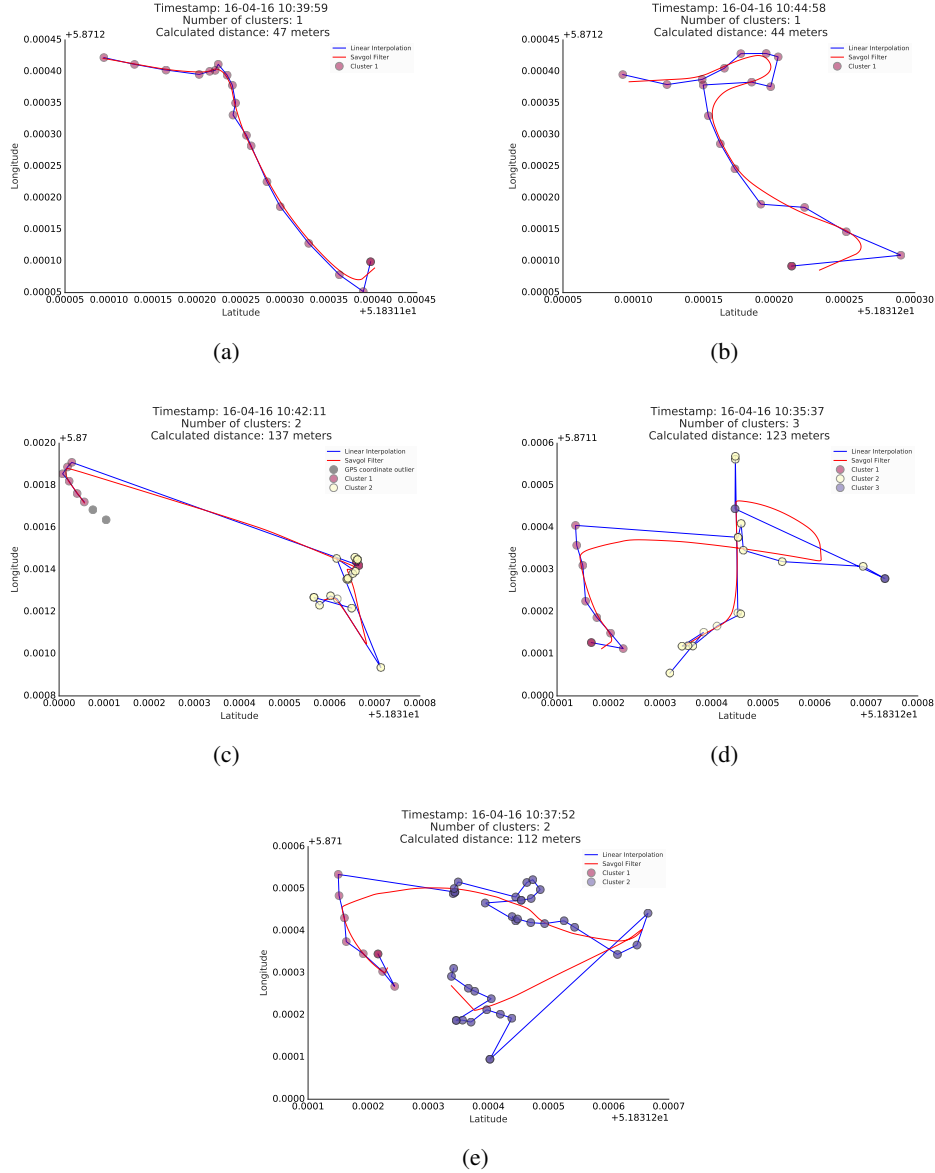 Timestamp: 16-04-16 10:39:59
Number of clusters: 1
Calculated distance: 47 meters
+5.8712
0.00045
0.00040
0.00035
0.00030
0.00025
0.00020
0.00015
0.00010
0.00005
Longitude
Linear Interpolation
Savgol Filter
Cluster 1
0.00005 0.00010 0.00015 0.00020 0.00025 0.00030 0.00035 0.00040 0.00045
Latitude
+5.18311e1
(a)
Timestamp: 16-04-16 10:44:58
Number of clusters: 1
Calculated distance: 44 meters
+5.8712
0.00045
0.00040
0.00035
0.00030
0.00025
0.00020
0.00015
0.00010
0.00005
Longitude
Linear Interpolation
Savgol Filter
Cluster 1
0.00005 0.00010 0.00015 0.00020 0.00025 0.00030
Latitude
+5.18312e1
(b)
Timestamp: 16-04-16 10:42:11
Number of clusters: 2
Calculated distance: 137 meters
+5.87
0.0020
0.0018
0.0016
0.0014
0.0012
0.0010
0.0008
Longitude
Linear Interpolation
Savgol Filter
GPS coordinate outlier
Cluster 1
Cluster 2
0.0000 0.0001 0.0002 0.0003 0.0004 0.0005 0.0006 0.0007 0.0008
Latitude
+5.1831e1
(c)
Timestamp: 16-04-16 10:35:37
Number of clusters: 3
Calculated distance: 123 meters
+5.8711
0.0006
0.0005
0.0004
0.0003
0.0002
0.0001
0.0000
Longitude
Linear Interpolation
Savgol Filter
Cluster 1
Cluster 2
Cluster 3
0.0001 0.0002 0.0003 0.0004 0.0005 0.0006 0.0007 0.0008
Latitude
+5.18312e1
(d)
Timestamp: 16-04-16 10:37:52
Number of clusters: 2
Calculated distance: 112 meters
+5.871
0.0006
0.0005
0.0004
0.0003
0.0002
0.0001
0.0000
Longitude
Linear Interpolation
Savgol Filter
Cluster 1
Cluster 2
0.0001 0.0002 0.0003 0.0004 0.0005 0.0006 0.0007
Latitude
+5.18312e1
(e)